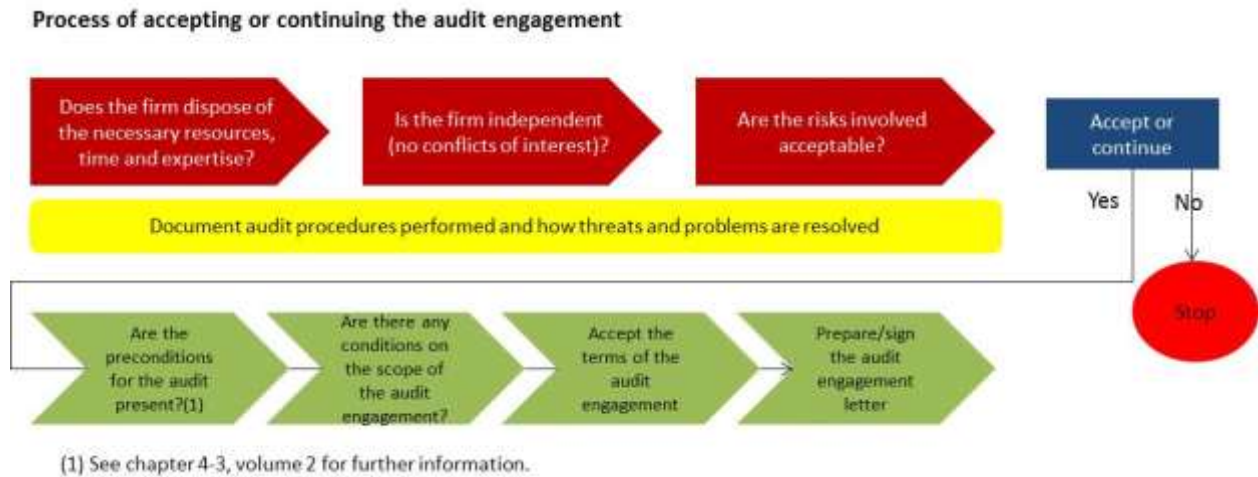 Process of accepting or continuing the audit engagement
Does the firm dispose of
the necessary resources,
time and expertise?
Is the firm independent
(no conflicts of interest)?
Are the risks involved
acceptable?
Accept or
continue
Yes
No
Document audit procedures performed and how threats and problems are resolved
Stop
Are the
preconditions
for the audit
present?(1)
Are there any
conditions on
the scope of
the audit
engagement?
Accept the
terms of the
audit
engagement
Prepare/sign
the audit
engagement
letter
(1) See chapter 4-3, volume 2 for further information.